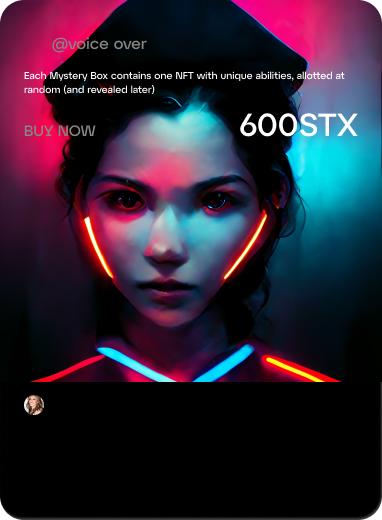 @voice over
Each Mystery Box contains one NFT with unique abilities, allotted at
random (and revealed later)
BUY NOW 600STX